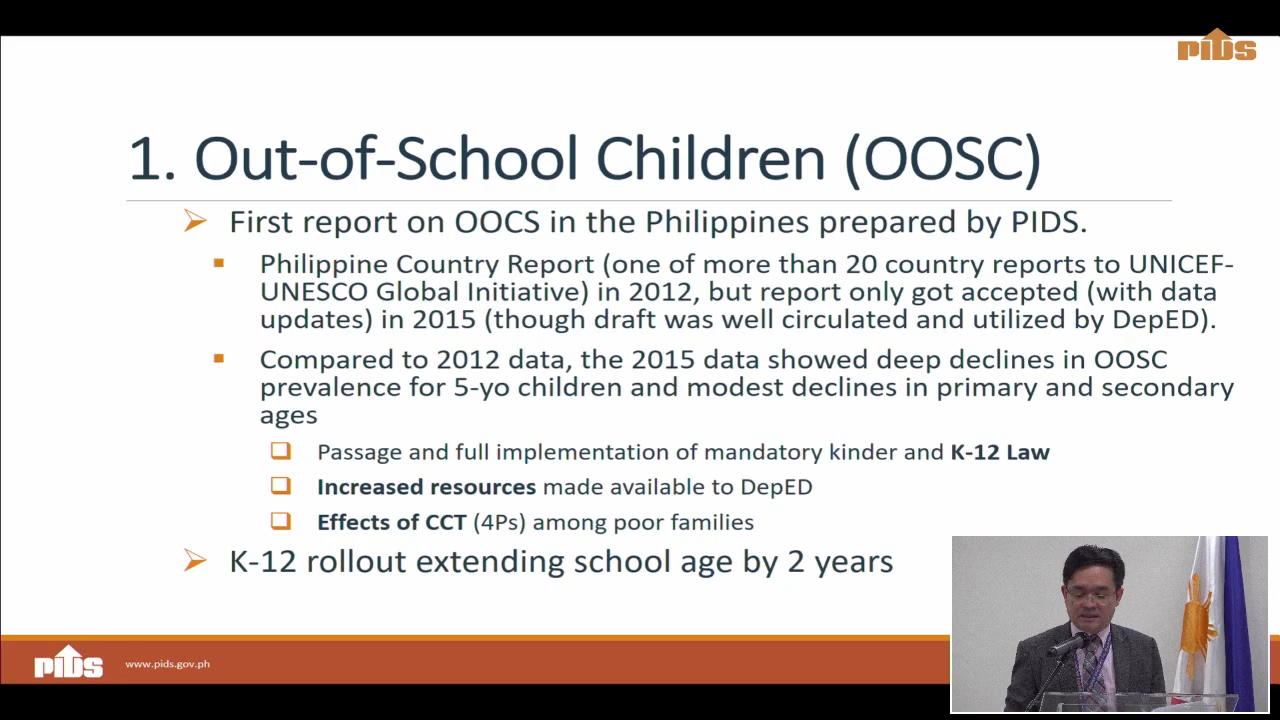 PIDS
1. Out-of-School Children (OOSC)
First report on OOCS in the Philippines prepared by PIDS.
Philippine Country Report (one of more than 20 country reports to UNICEF-
UNESCO Global Initiative) in 2012, but report only got accepted (with data
updates) in 2015 (though draft was well circulated and utilized by DepED).
Compared to 2012 data, the 2015 data showed deep declines in OOSC
prevalence for 5-yo children and modest declines in primary and secondary
ages
Passage and full implementation of mandatory kinder and K-12 Law
Increased resources made available to DepED
Effects of CCT (4Ps) among poor families
K-12 rollout extending school age by 2 years
PIDS
www.pids.gov.ph